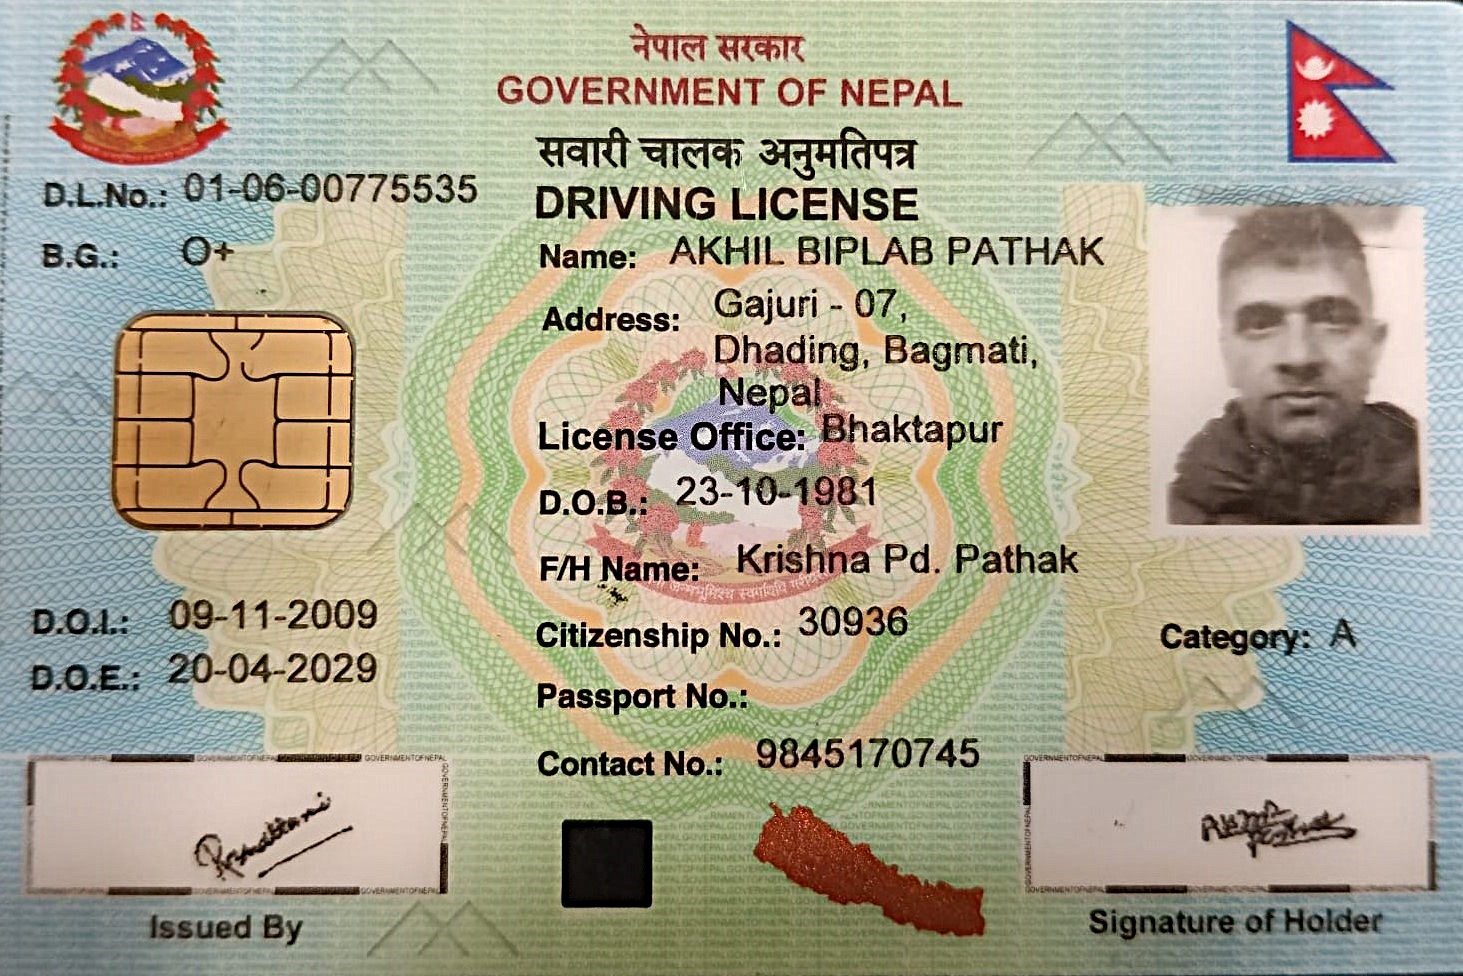 नेपाल सरकार
GOVERNMENT OF NEPAL
सवारी चालक अनुमतिपत्र
DRIVING LICENSE
D.L.No.: 01-06-00775535
B.G.: O+
Name: AKHIL BIPLAB PATHAK
Address: Gajuri - 07,
Dhading, Bagmati,
Nepal
License Office: Bhaktapur
D.O.B.: 23-10-1981
F/H Name: Krishna Pd. Pathak
D.O.I.: 09-11-2009
D.O.E.: 20-04-2029
Citizenship No.: 30936
Category: A
Passport No.:
Contact No.: 9845170745
Issued By
Signature of Holder